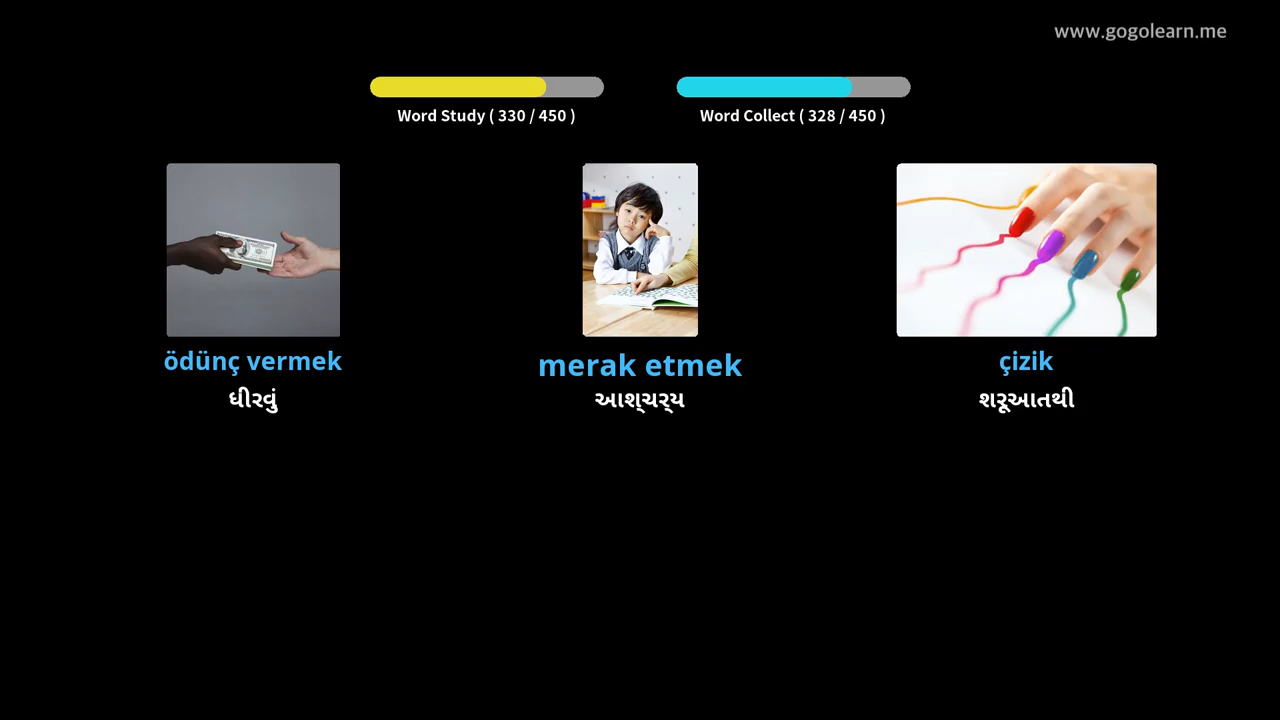 www.gogolearn.me
Word Study ( 330 / 450 )
Word Collect ( 328 / 450 )
ödünç vermek
merak etmek
çizik
ધીરવું
આશ્ચર્ય
શરૂઆતથી